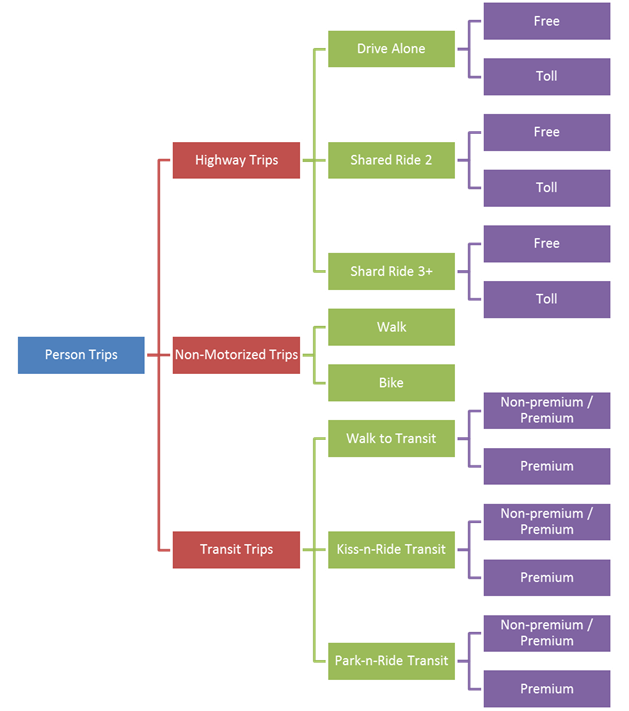 Free
Drive Alone
Toll
Free
Highway Trips
Shared Ride 2
Toll
Free
Shard Ride 3+
Toll
Walk
Person Trips
Non-Motorized Trips
Bike
Non-premium /
Premium
Walk to Transit
Premium
Non-premium /
Premium
Transit Trips
Kiss-n-Ride Transit
Premium
Non-premium /
Premium
Park-n-Ride Transit
Premium